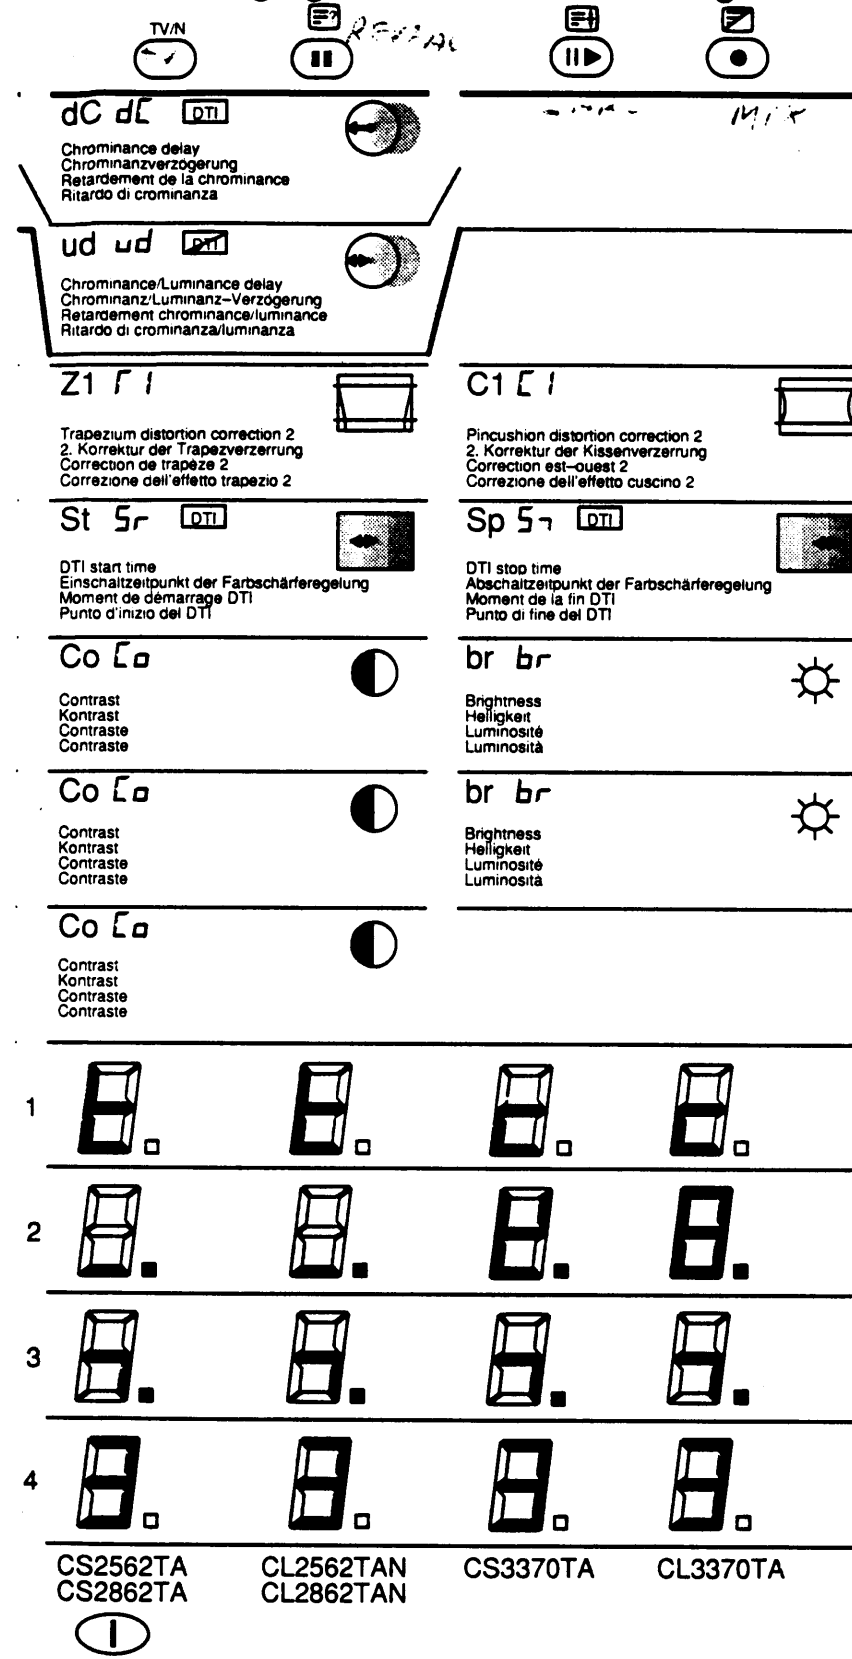 TV/N
dC dC DTI
Chrominance delay
Chrominanzverzögerung
Retardement de la chrominance
Ritardo di crominanza
MIX
ud ud DTI
Chrominance/Luminance delay
Chrominanz/Luminanz–Verzögerung
Retardement chrominance/luminance
Ritardo di crominanza/luminanza
Z1
Trapezium distortion correction 2
2. Korrektur der Trapezverzerrung
Correction de trapèze 2
Correzione dell'effetto trapezio 2
C1 C1
Pincushion distortion correction 2
2. Korrektur der Kissenverzerrung
Correction est–ouest 2
Correzione dell'effetto cuscino 2
St Sr DTI
DTI start time
Einschaltzeitpunkt der Farbschärferegelung
Moment de démarrage DTI
Punto d'inizio del DTI
Sp DTI
DTI stop time
Abschaltzeitpunkt der Farbschärferegelung
Moment de la fin DTI
Punto di fine del DTI
Co Co
Contrast
Kontrast
Contraste
Contraste
br br
Brightness
Helligkeit
Luminosité
Luminosità
Co Co
Contrast
Kontrast
Contraste
Contraste
br br
Brightness
Helligkeit
Luminosité
Luminosità
Co Co
Contrast
Kontrast
Contraste
Contraste
1
2
3
4
CS2562TA CL2562TAN CS3370TA CL3370TA
CS2862TA CL2862TAN
I